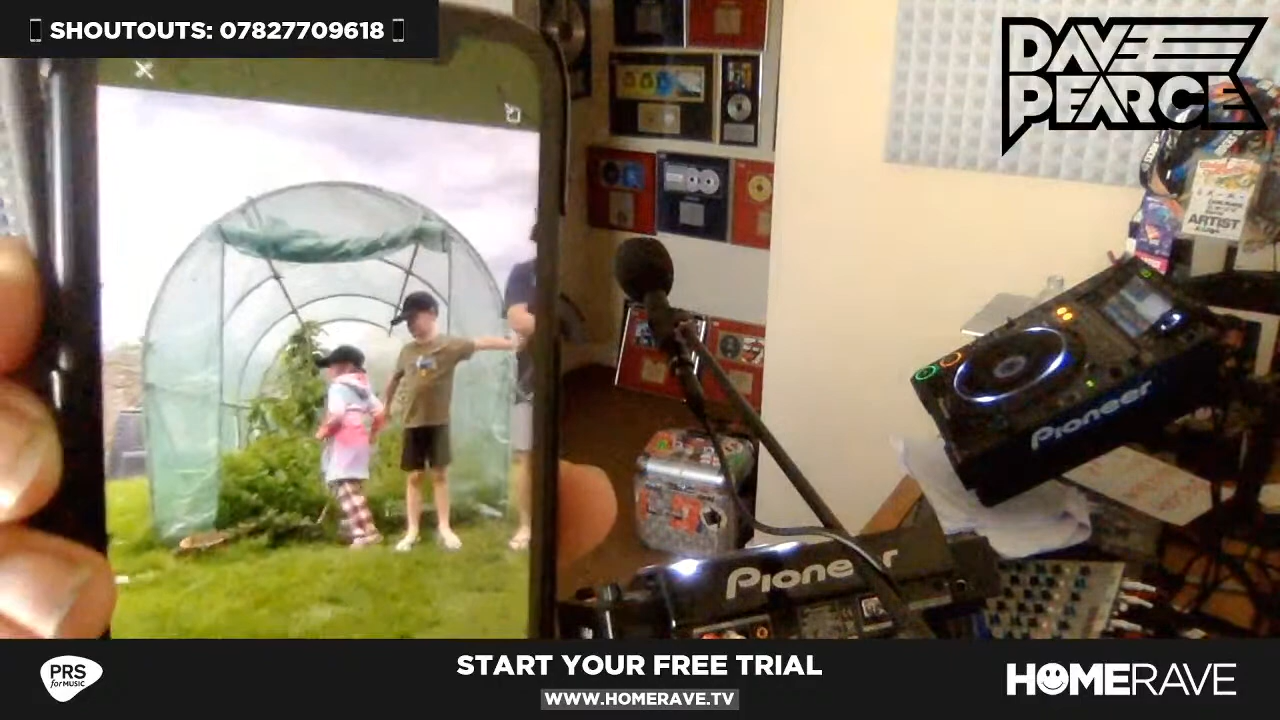 SHOUTOUTS: 07827709618
DAVE
PEARCE
ARTIST
Pioneer
Pioneer
PRS
for MUSIC
START YOUR FREE TRIAL
WWW.HOMERAVE.TV
HOMERAVE